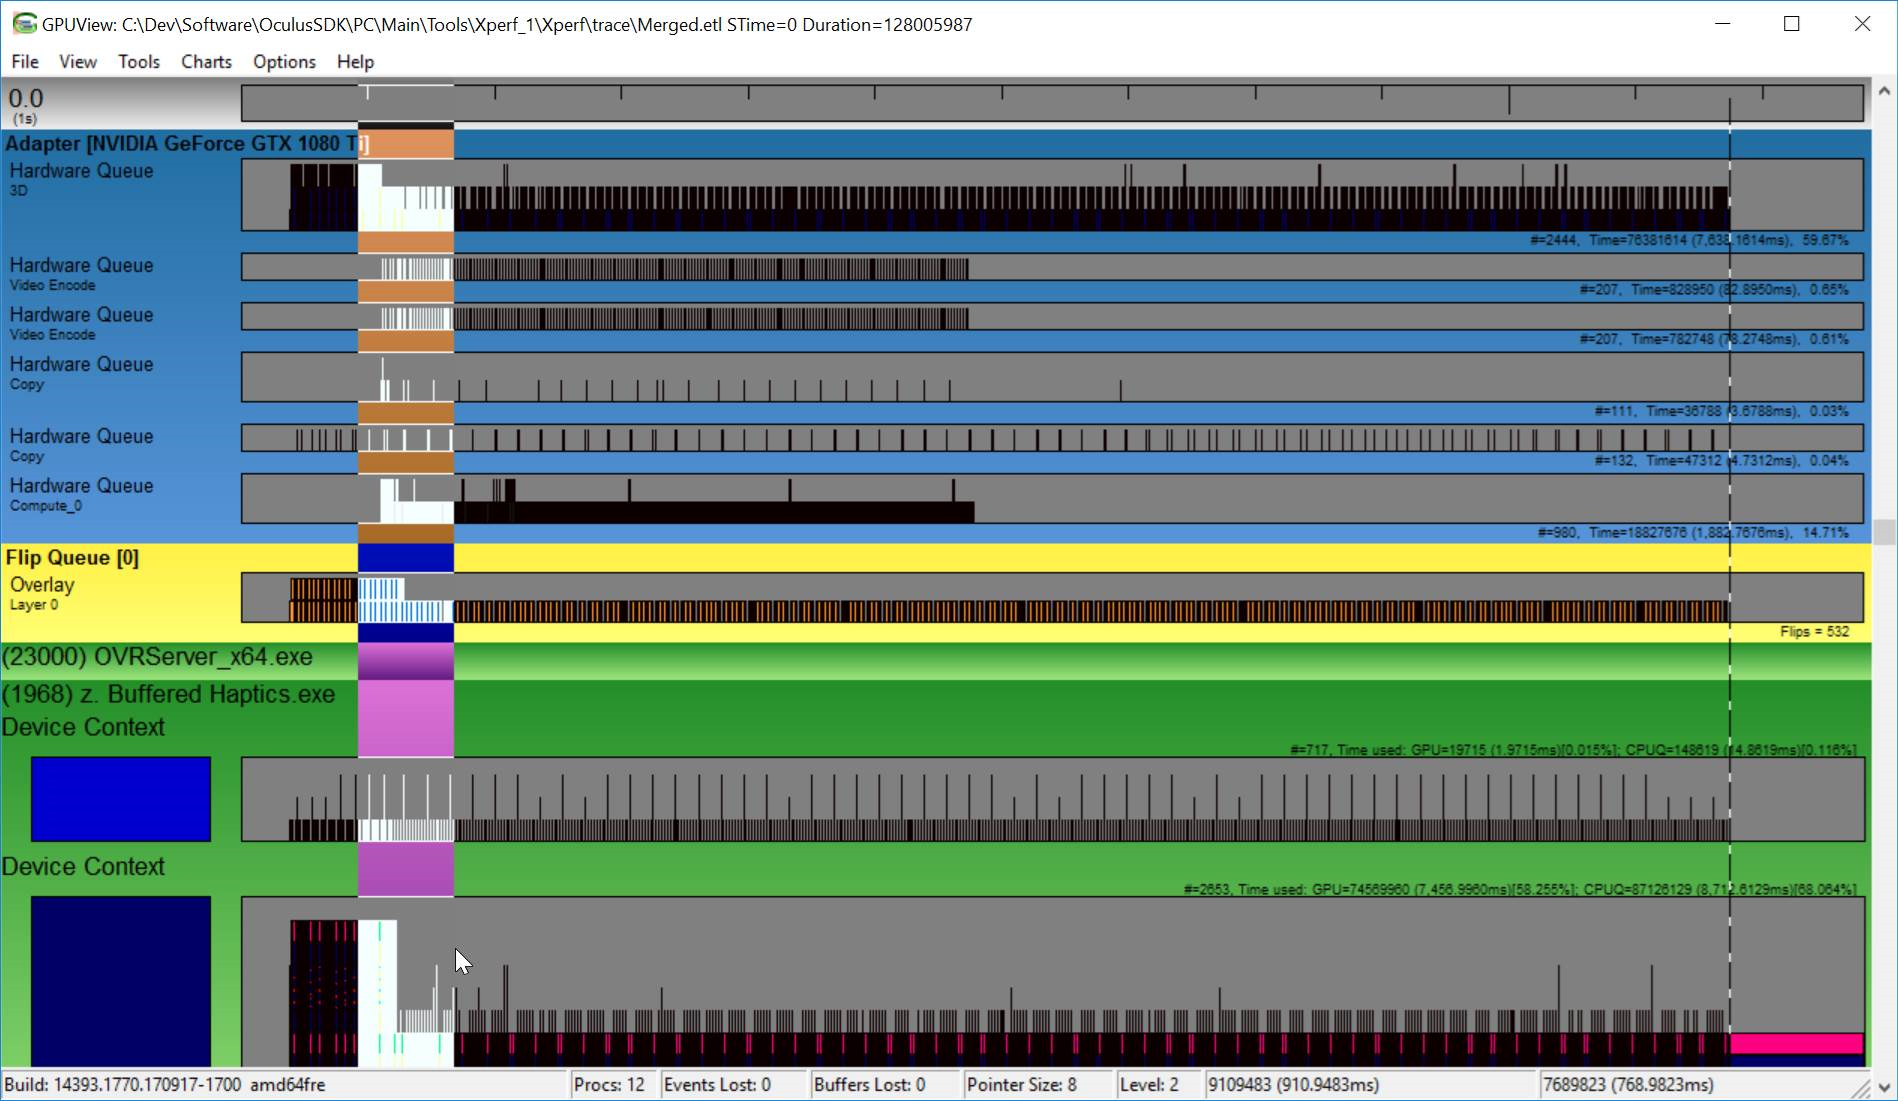 GPUView: C:\Dev\Software\OculusSDK\PC\Main\Tools\Xperf_1\Xperf\trace\Merged.etl STime=0 Duration=128005987
File View Tools Charts Options Help
0.0
(1s)
Adapter [NVIDIA GeForce GTX 1080 Ti]
Hardware Queue
3D
#=2444, Time=76381614 (7,638.1614ms), 59.67%
Hardware Queue
Video Encode
#=207, Time=828950 (82.8950ms), 0.65%
Hardware Queue
Video Encode
#=207, Time=782748 (78.2748ms), 0.61%
Hardware Queue
Copy
#=111, Time=36788 (3.6788ms), 0.03%
Hardware Queue
Copy
#=132, Time=47312 (4.7312ms), 0.04%
Hardware Queue
Compute_0
#=980, Time=18827676 (1,882.7676ms), 14.71%
Flip Queue [0]
Overlay
Layer 0
Flips = 532
(23000) OVRServer_x64.exe
(1968) z. Buffered Haptics.exe
Device Context
#=717, Time used: GPU=19715 (1.9715ms)[0.015%]; CPUQ=148619 (14.8619ms)[0.116%]
Device Context
#=2653, Time used: GPU=74569960 (7,456.9960ms)[58.255%]; CPUQ=87126129 (8,712.6129ms)[68.064%]
Build: 14393.1770.170917-1700 amd64fre Procs: 12 Events Lost: 0 Buffers Lost: 0 Pointer Size: 8 Level: 2 9109483 (910.9483ms) 7689823 (768.9823ms)